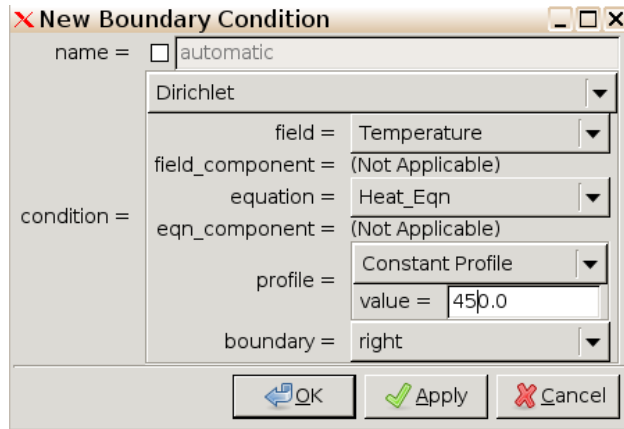 New Boundary Condition
name = automatic
condition =
Dirichlet
field = Temperature
field_component = (Not Applicable)
equation = Heat_Eqn
eqn_component = (Not Applicable)
profile = Constant Profile
value = 450.0
boundary = right
OK Apply Cancel